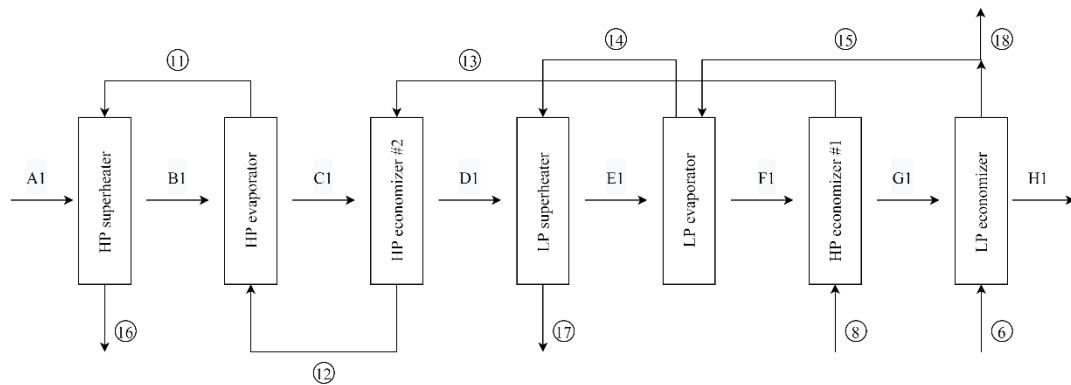 18
11
14
15
13
A1
HP superheater
B1
HP evaporator
C1
HP economizer #2
D1
LP superheater
E1
LP evaporator
F1
HP economizer #1
G1
LP economizer
H1
16
12
17
8
6